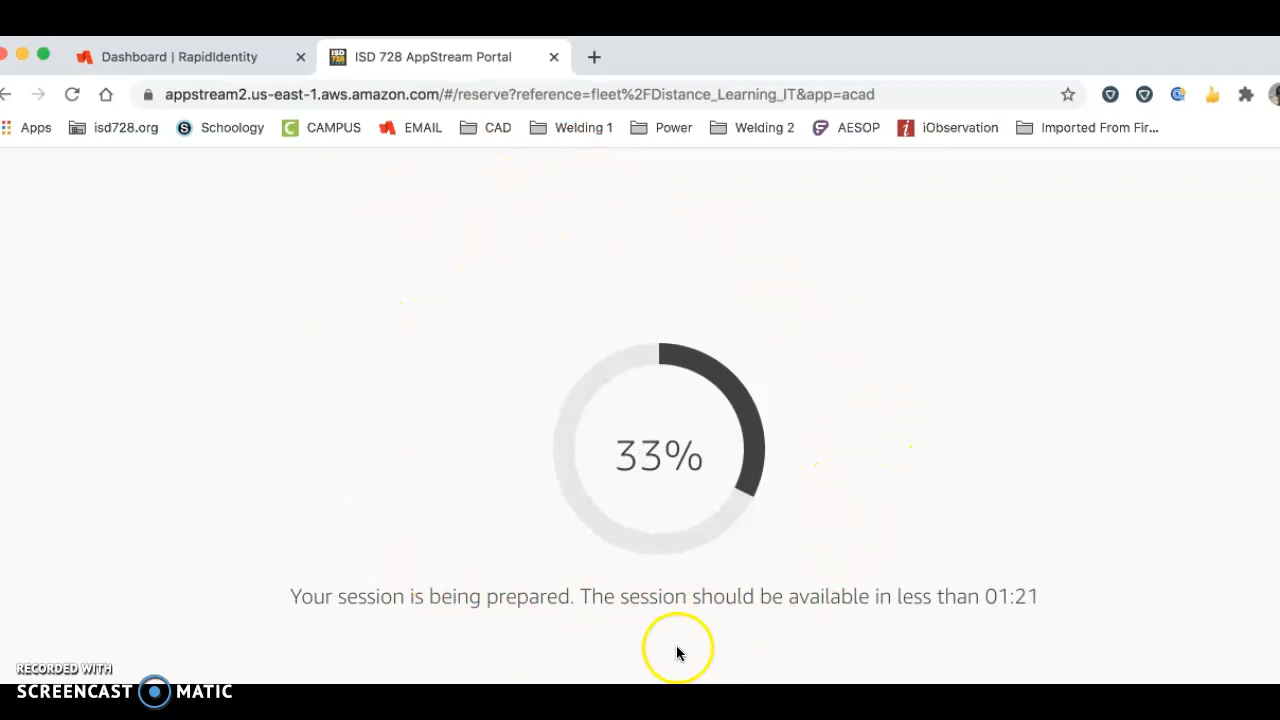 Dashboard | RapidIdentity
ISD 728 AppStream Portal
appstream2.us-east-1.aws.amazon.com/#/reserve?reference=fleet%2FDistance_Learning_IT&app=acad
Apps isd728.org Schoology CAMPUS EMAIL CAD Welding 1 Power Welding 2 AESOP iObservation Imported From Fir...
33%
Your session is being prepared. The session should be available in less than 01:21
RECORDED WITH
SCREENCAST MATIC